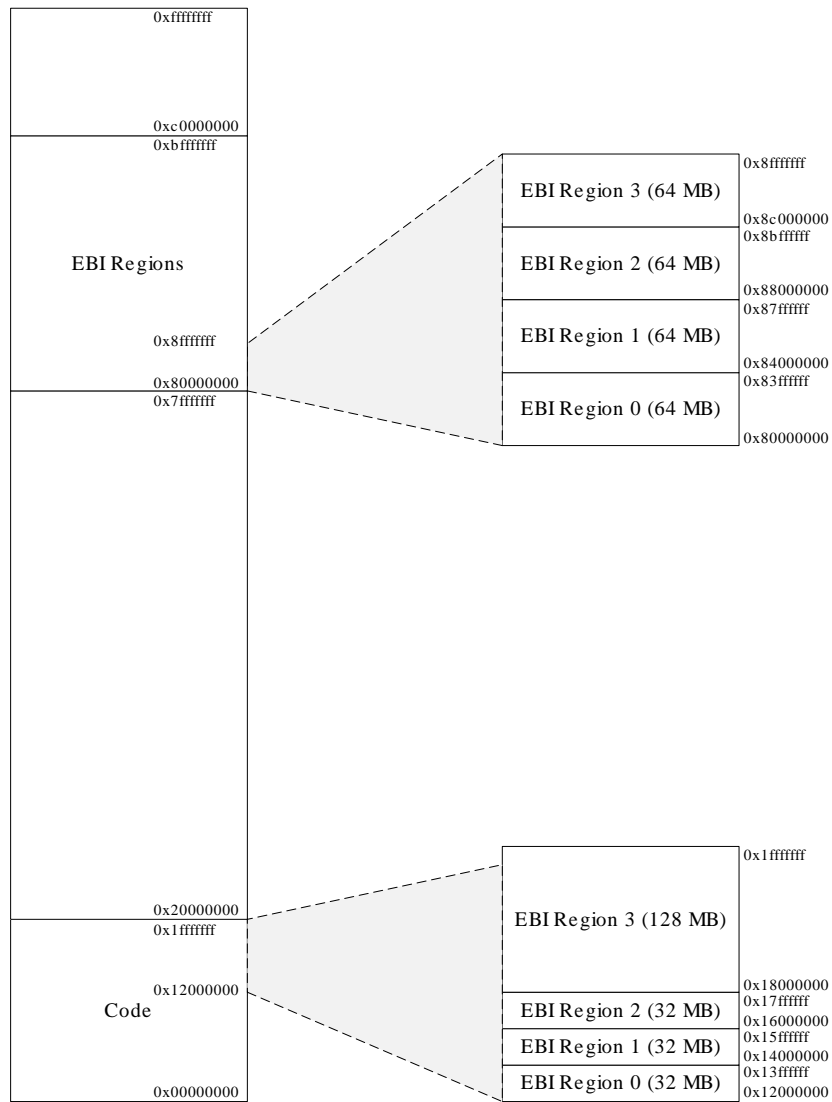 0xffffffff
0xc0000000
0xbfffffff
EBI Regions
0x8fffffff
0x80000000
0x7fffffff
0x20000000
0x1fffffff
0x12000000
Code
0x00000000
0x8fffffff
EBI Region 3 (64 MB)
0x8c000000
0x8bffffff
EBI Region 2 (64 MB)
0x88000000
0x87ffffff
EBI Region 1 (64 MB)
0x84000000
0x83ffffff
EBI Region 0 (64 MB)
0x80000000
0x1fffffff
EBI Region 3 (128 MB)
0x18000000
0x17ffffff
EBI Region 2 (32 MB)
0x16000000
0x15ffffff
EBI Region 1 (32 MB)
0x14000000
0x13ffffff
EBI Region 0 (32 MB)
0x12000000